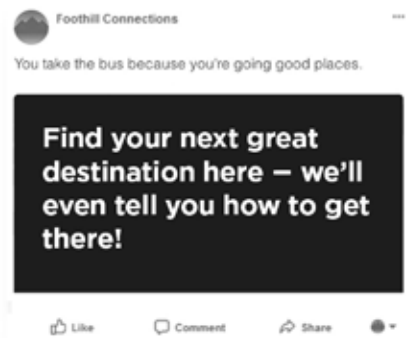 Foothill Connections
You take the bus because you're going good places.
Find your next great
destination here – we'll
even tell you how to get
there!
Like
Comment
Share